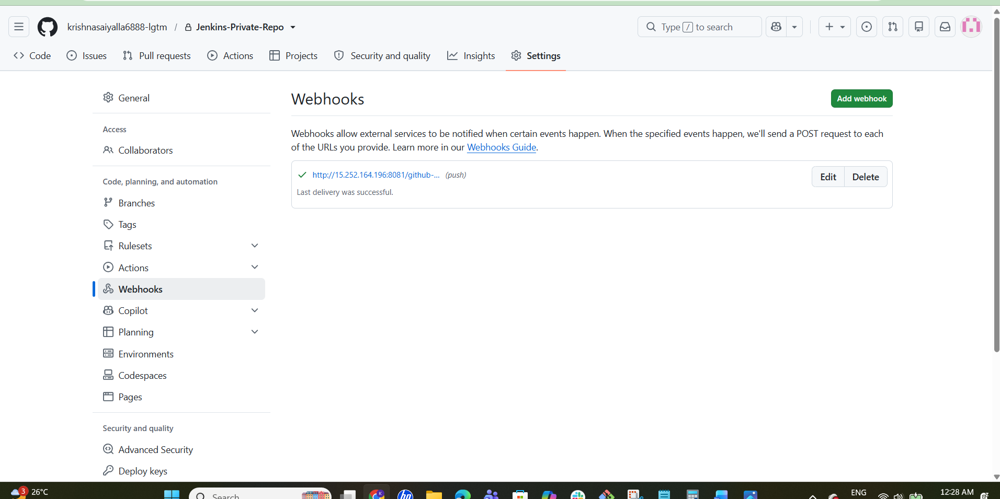 krishnasaiyalla6888-lgtm / Jenkins-Private-Repo
Type / to search
Code Issues Pull requests Actions Projects Security and quality Insights Settings
General
Access
Collaborators
Code, planning, and automation
Branches
Tags
Rulesets
Actions
Webhooks
Copilot
Planning
Environments
Codespaces
Pages
Security and quality
Advanced Security
Deploy keys
Webhooks
Add webhook
Webhooks allow external services to be notified when certain events happen. When the specified events happen, we'll send a POST request to each
of the URLs you provide. Learn more in our Webhooks Guide.
http://15.252.164.196:8081/github-... (push)
Edit Delete
Last delivery was successful.
3 26°C
Search
K
hp
ENG
12:28 AM